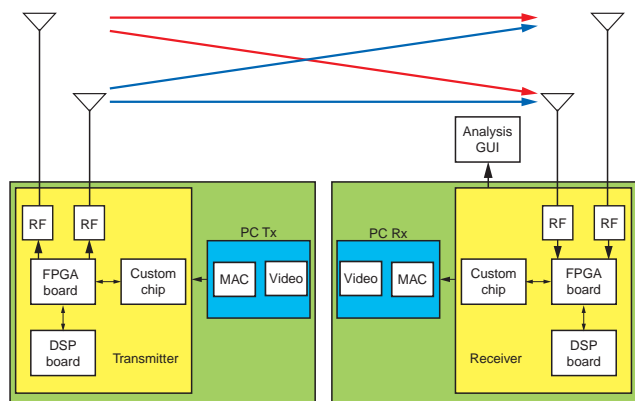 Analysis
GUI
RF
RF
PC Tx
MAC
Video
FPGA
board
Custom
chip
DSP
board
Transmitter
PC Rx
Video
MAC
RF
RF
Custom
chip
FPGA
board
DSP
board
Receiver